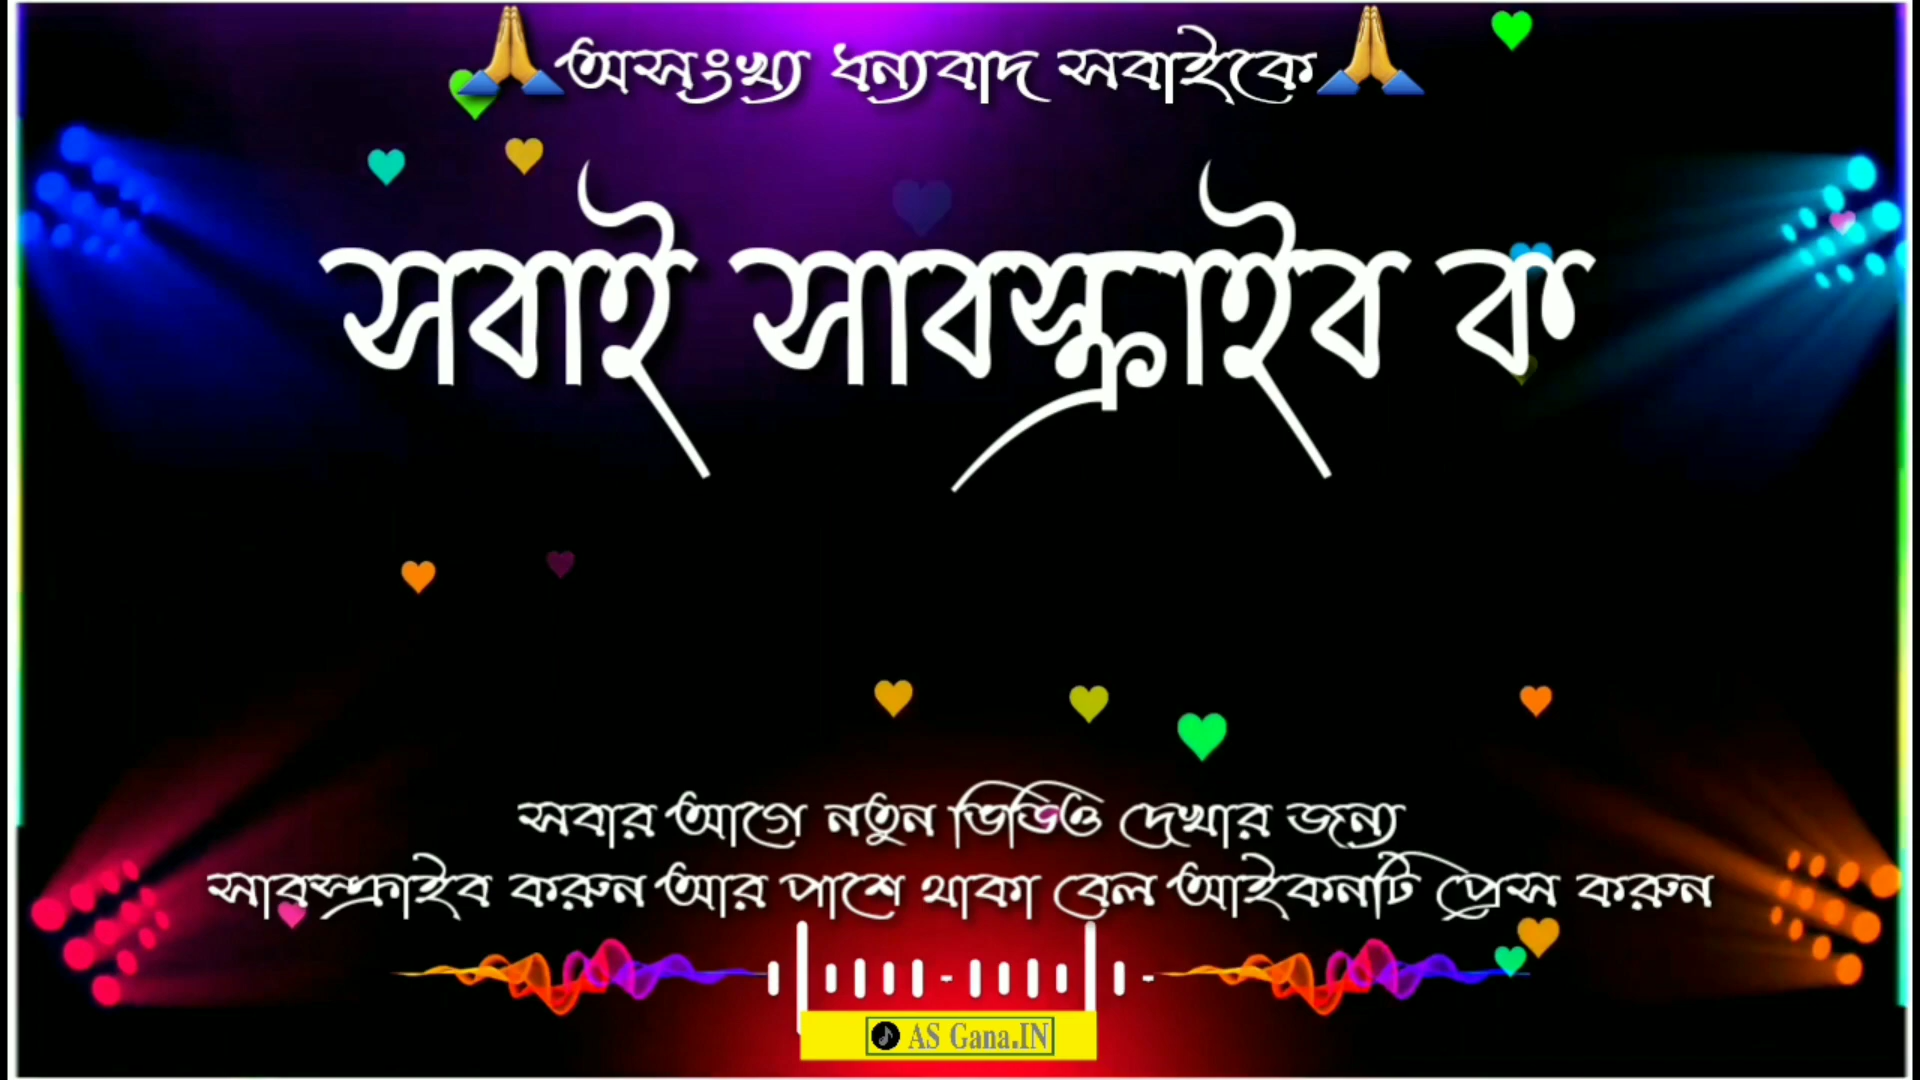 🙏অসংখ্য ধন্যবাদ সবাইকে🙏
সবাই সাবস্ক্রাইব ক
সবার আগে নতুন ভিডিও দেখার জন্য
সাবস্ক্রাইব করুন আর পাশে থাকা বেল আইকনটি প্রেস করুন
AS Gana.IN